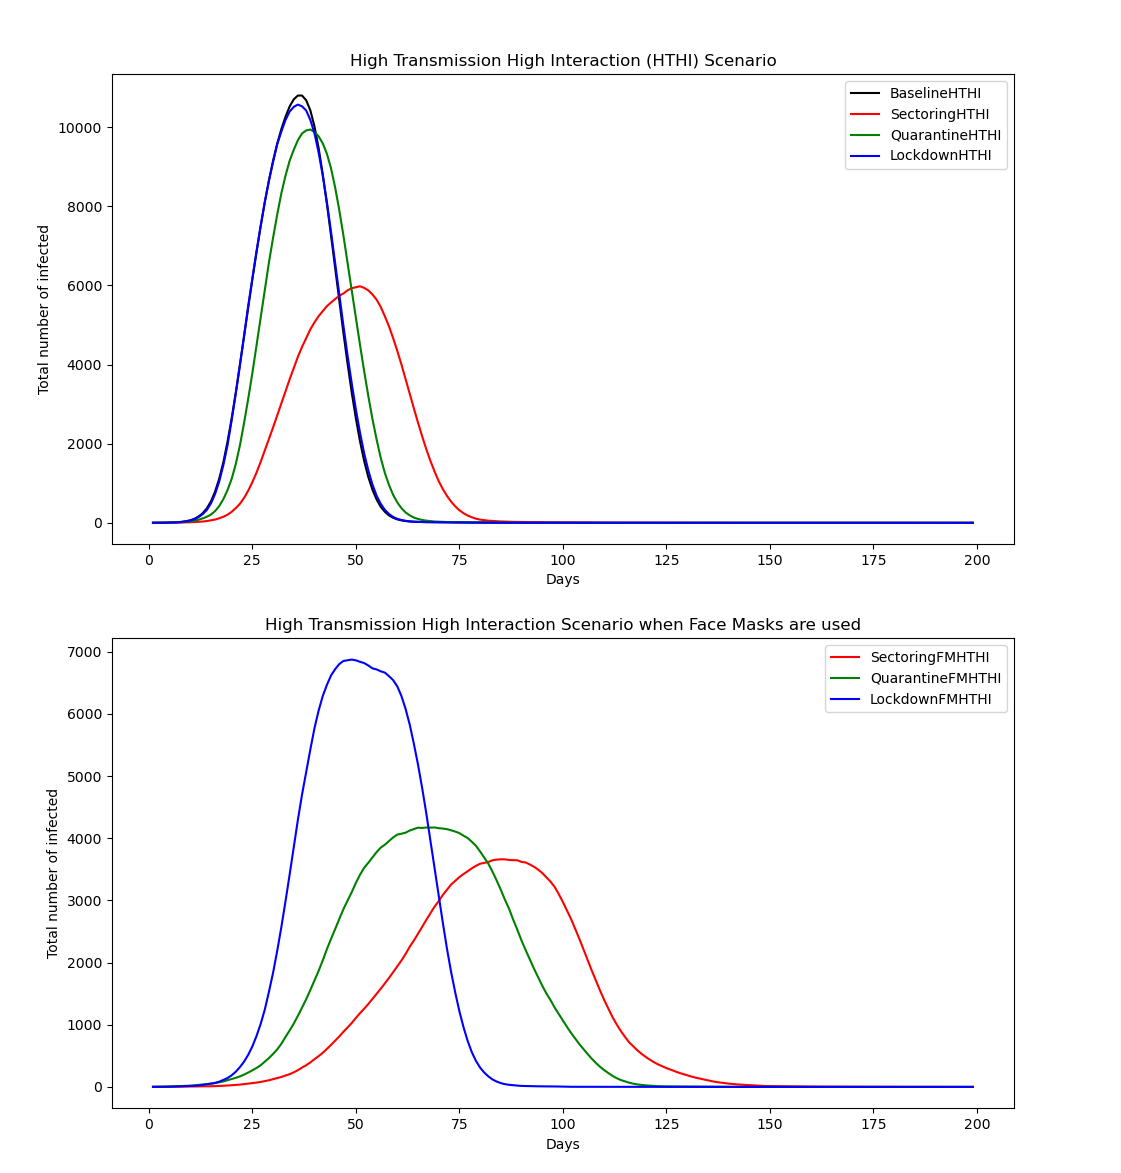 High Transmission High Interaction (HTHI) Scenario
BaselineHTHI
SectoringHTHI
QuarantineHTHI
LockdownHTHI
Total number of infected
10000
8000
6000
4000
2000
0
0 25 50 75 100 125 150 175 200
Days
High Transmission High Interaction Scenario when Face Masks are used
SectoringFMHTHI
QuarantineFMHTHI
LockdownFMHTHI
Total number of infected
7000
6000
5000
4000
3000
2000
1000
0
0 25 50 75 100 125 150 175 200
Days